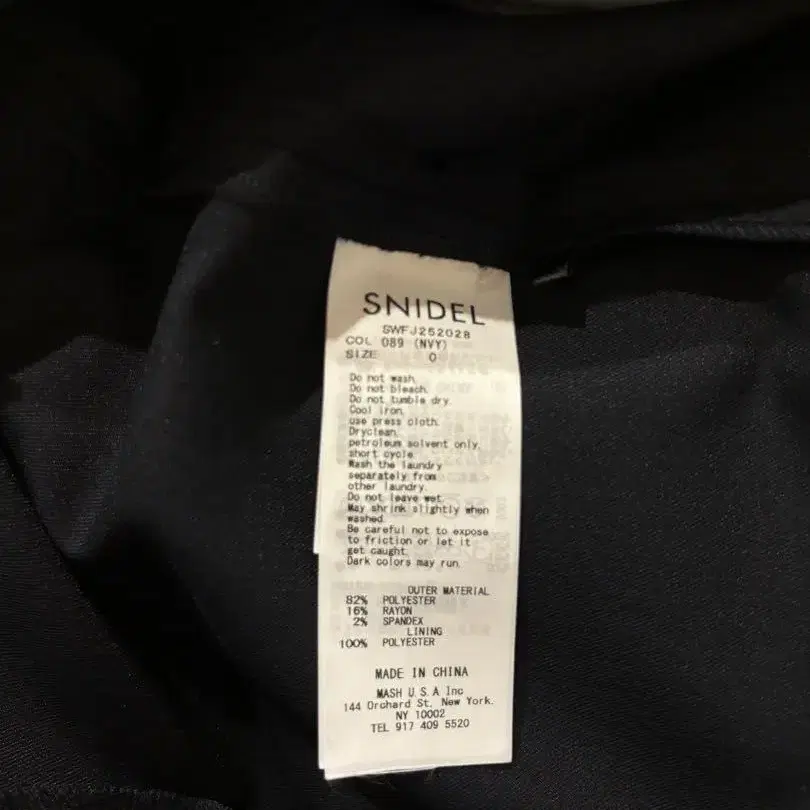 SNIDEL
SWFJ252028
COL 089 (NVY)
SIZE 0
Do not wash.
Do not bleach.
Do not tumble dry.
Cool iron.
use press cloth.
Dryclean.
petroleum solvent only.
short cycle.
Wash the laundry
separately from
other laundry.
Do not leave wet.
May shrink slightly when
washed.
Be careful not to expose
to friction or let it
get caught.
Dark colors may run.
OUTER MATERIAL
82% POLYESTER
16% RAYON
2% SPANDEX
LINING
100% POLYESTER
MADE IN CHINA
MASH U.S.A Inc
144 Orchard St. New York.
NY 10002
TEL 917 409 5520